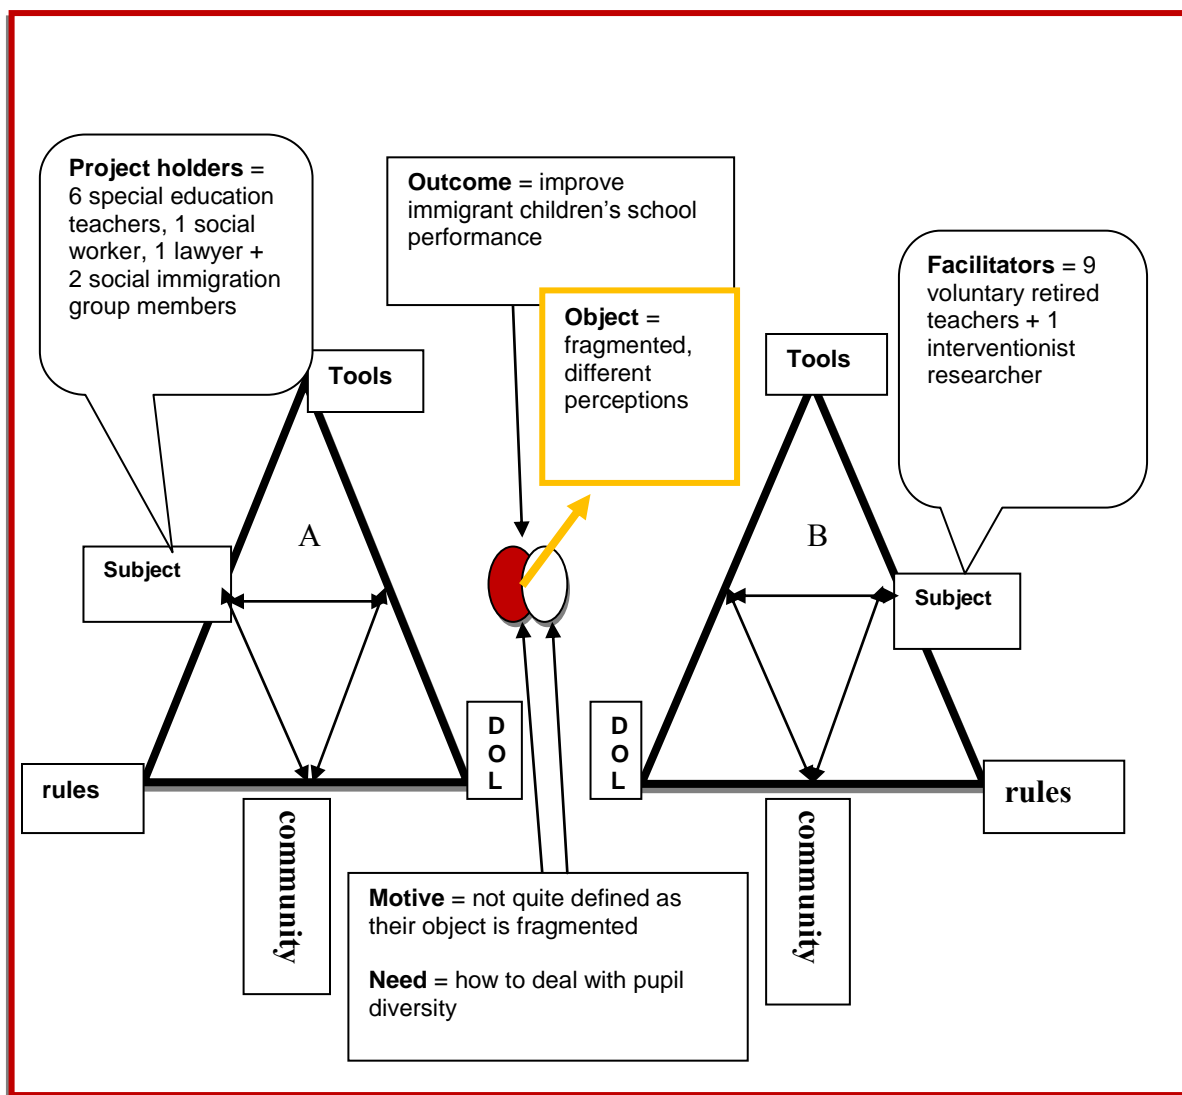 Project holders =
6 special education
teachers, 1 social
worker, 1 lawyer +
2 social immigration
group members
Outcome = improve
immigrant children’s school
performance
Object =
fragmented,
different
perceptions
Facilitators = 9
voluntary retired
teachers + 1
interventionist
researcher
Tools
Tools
A
B
Subject
Subject
D
O
L
D
O
L
rules
rules
community
community
Motive = not quite defined as
their object is fragmented
Need = how to deal with pupil
diversity